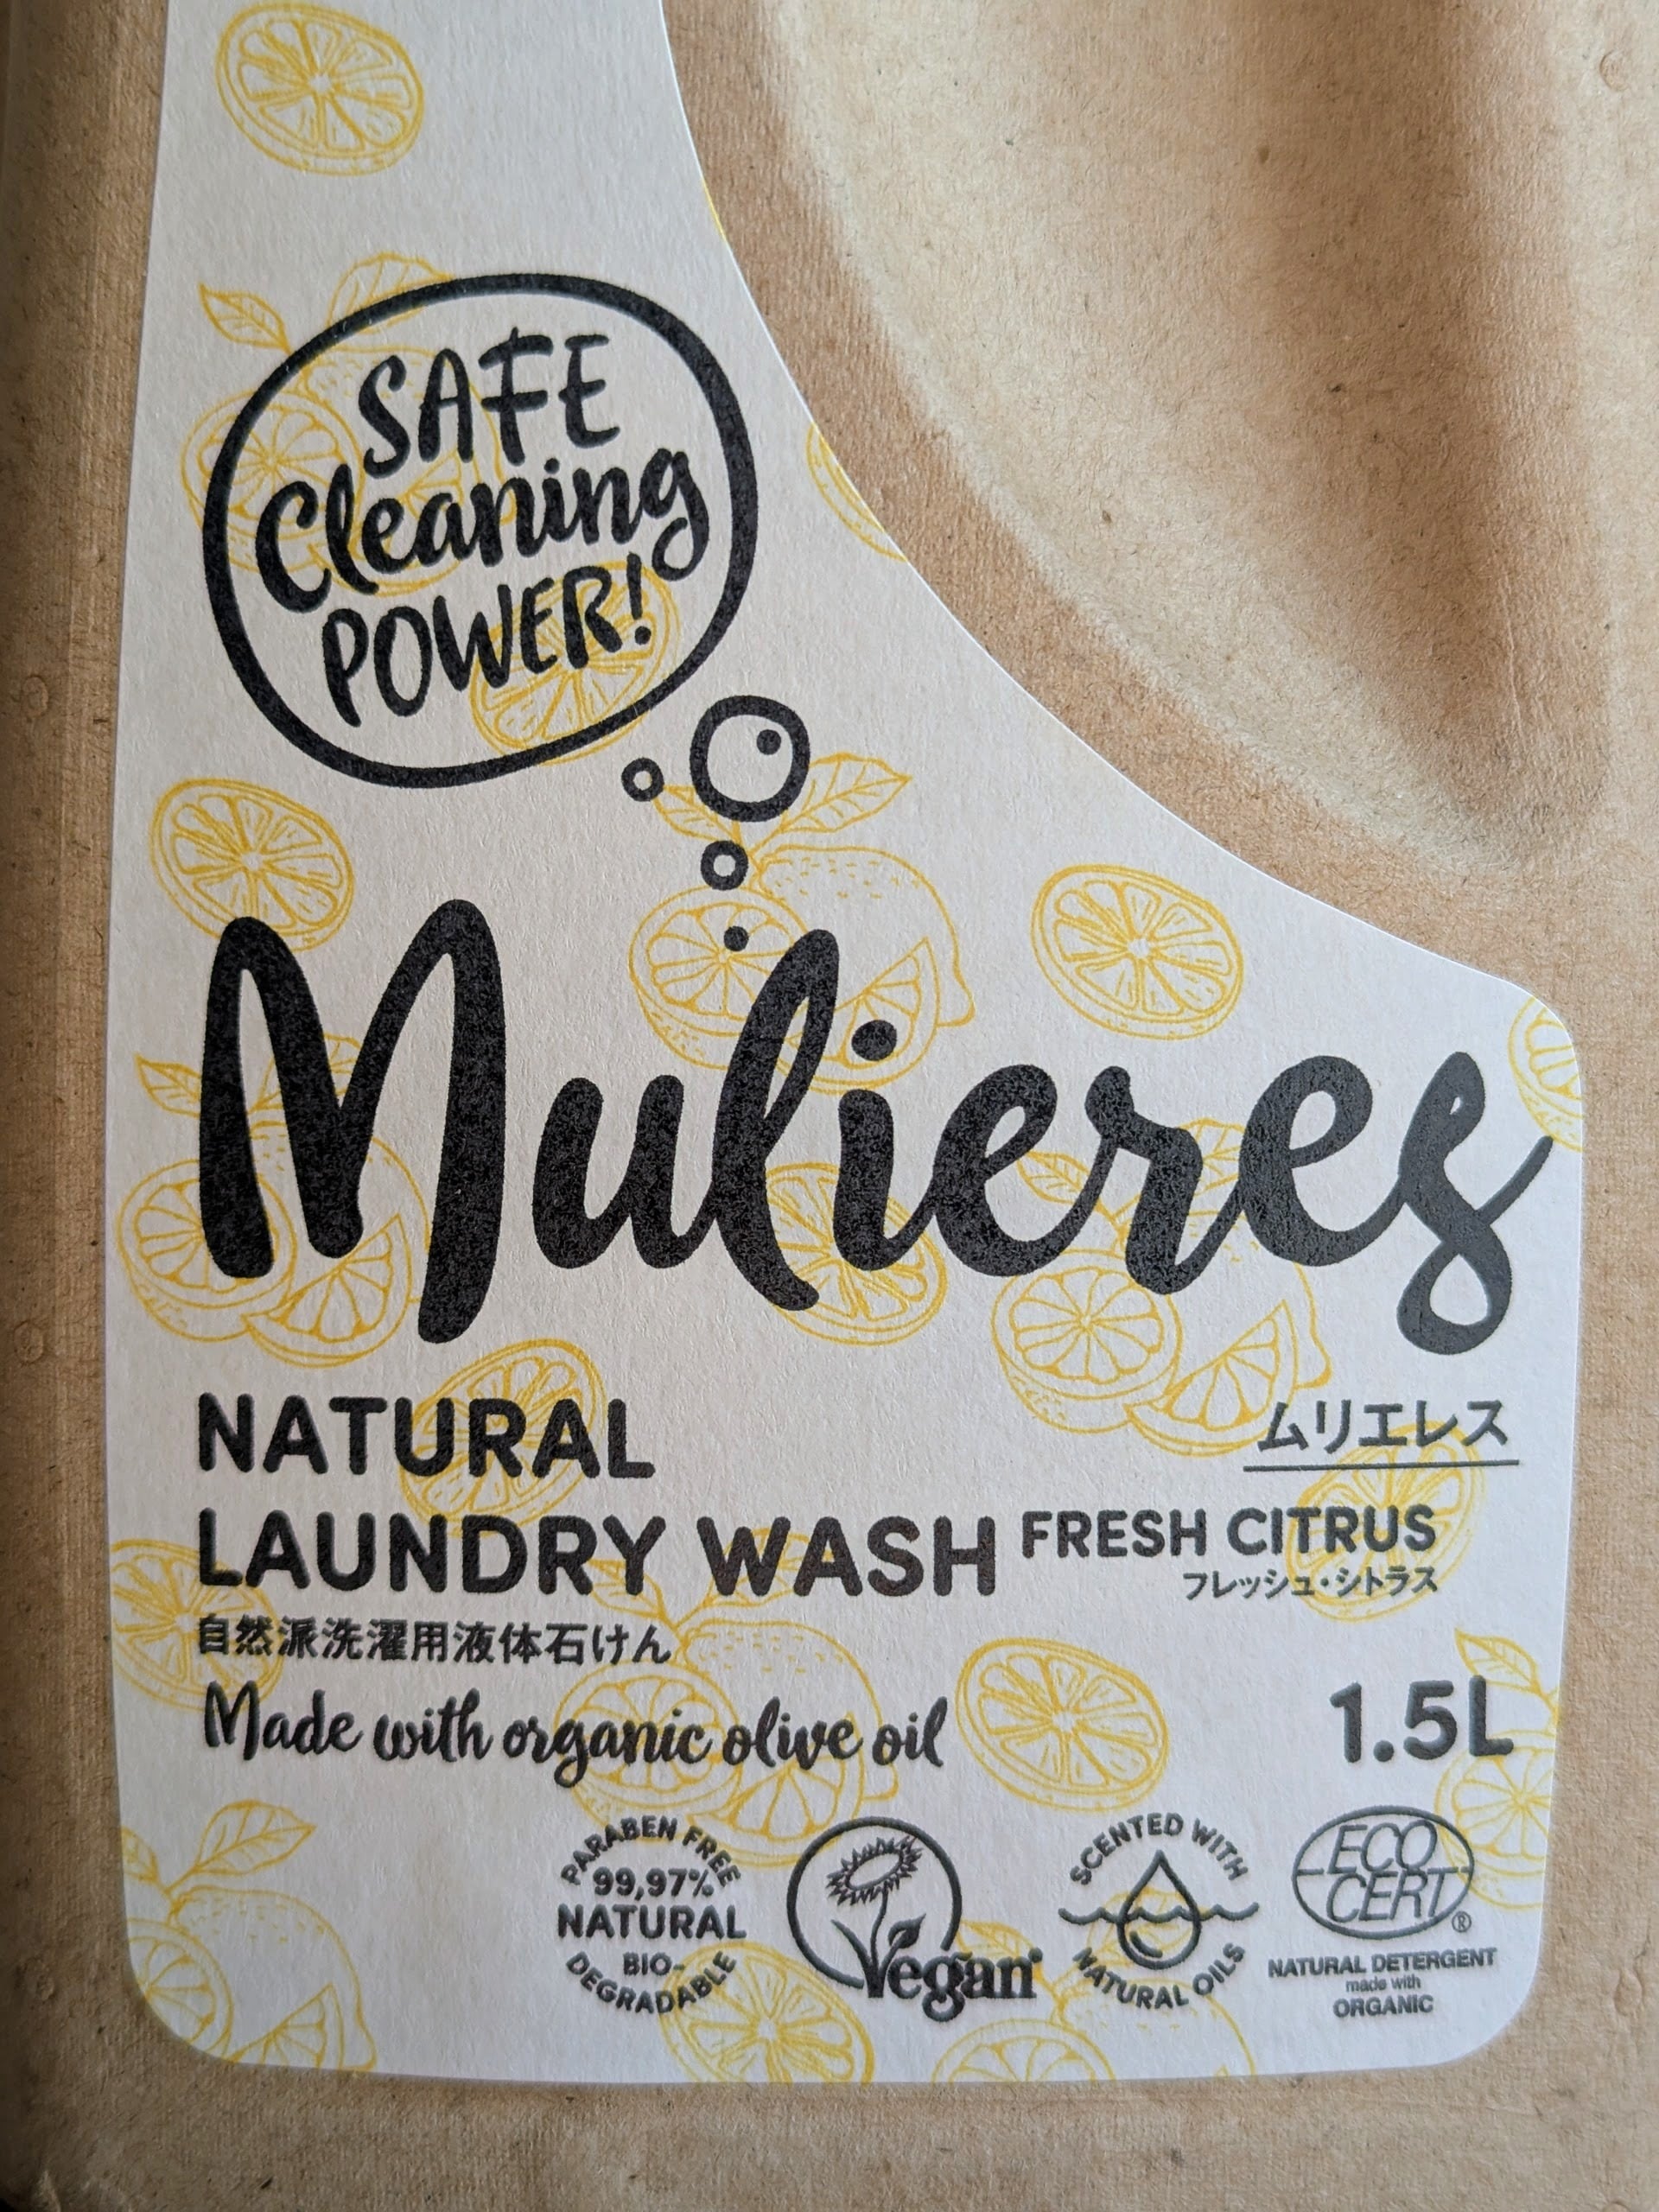 SAFE
Cleaning
POWER!
Mulieres
ムリエレス
NATURAL
LAUNDRY WASH
FRESH CITRUS
フレッシュ・シトラス
自然派洗濯用液体石けん
Made with organic olive oil
1.5L
PARABEN FREE
99,97%
NATURAL
BIO-
DEGRADABLE
Vegan
SCENTED WITH
NATURAL OILS
ECO
CERT
®
NATURAL DETERGENT
made with
ORGANIC